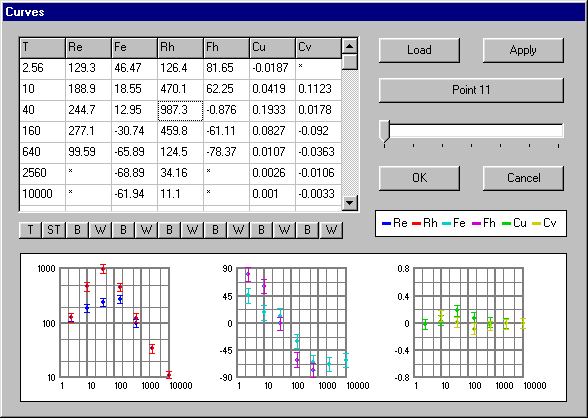 Curves
T Re Fe Rh Fh Cu Cv
2.56 129.3 46.47 126.4 81.65 -0.0187 *
10 188.9 18.55 470.1 62.25 0.0419 0.1123
40 244.7 12.95 987.3 -0.876 0.1933 0.0178
160 277.1 -30.74 459.8 -61.11 0.0827 -0.092
640 99.59 -65.89 124.5 -78.37 0.0107 -0.0363
2560 * -68.89 34.16 * 0.0026 -0.0106
10000 * -61.94 11.1 * 0.001 -0.0033
T ST B W B W B W B W B W B W
Load Apply
Point 11
OK Cancel
Re Rh Fe Fh Cu Cv
1000
100
10
1 10 100 1000 10000
90
45
0
-45
-90
1 10 100 1000 10000
0.8
0.4
0
-0.4
-0.8
1 10 100 1000 10000